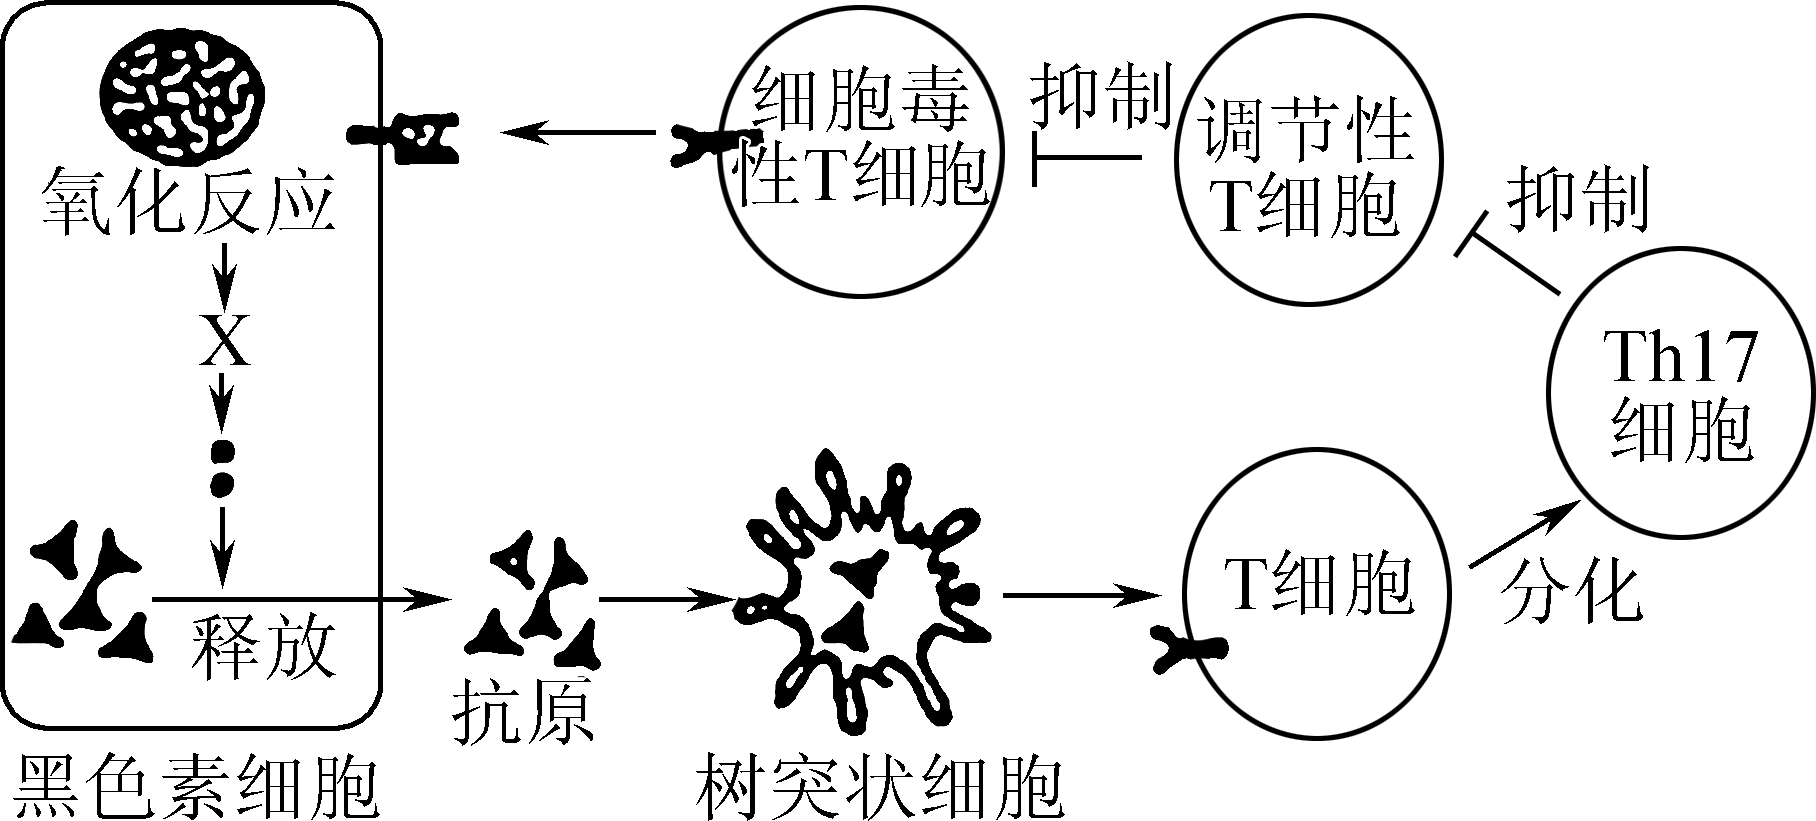 氧化反应
X
释放
黑色素细胞
抗原
树突状细胞
T细胞
分化
Th17
细胞
抑制
调节性
T细胞
抑制
细胞毒
性T细胞